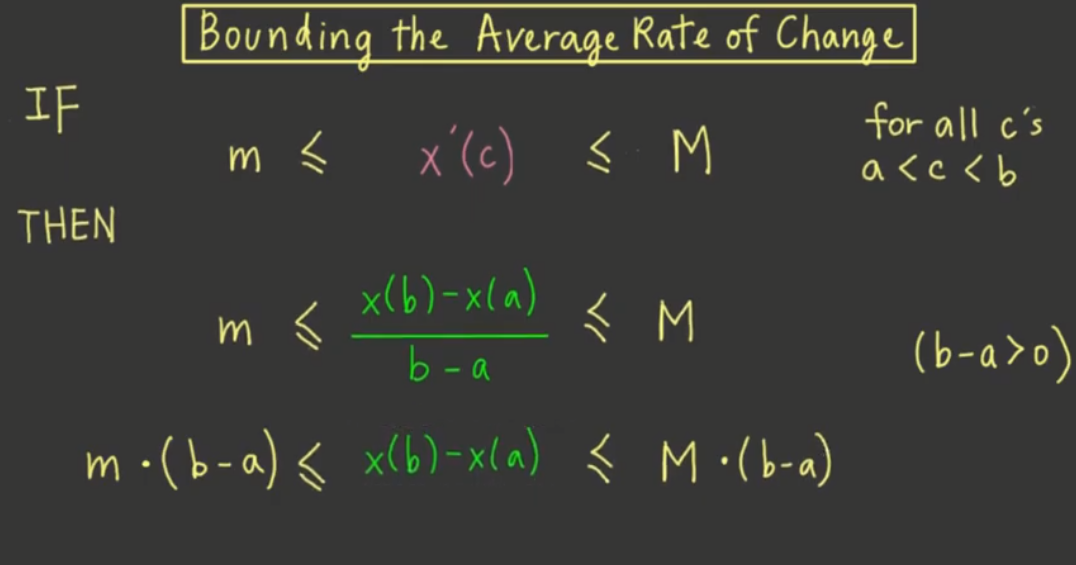 Bounding the Average Rate of Change
IF
m ≤ x'(c) ≤ M
for all c's
a < c < b
THEN
m ≤ x(b)-x(a) / b-a ≤ M
(b-a>0)
m·(b-a) ≤ x(b)-x(a) ≤ M·(b-a)